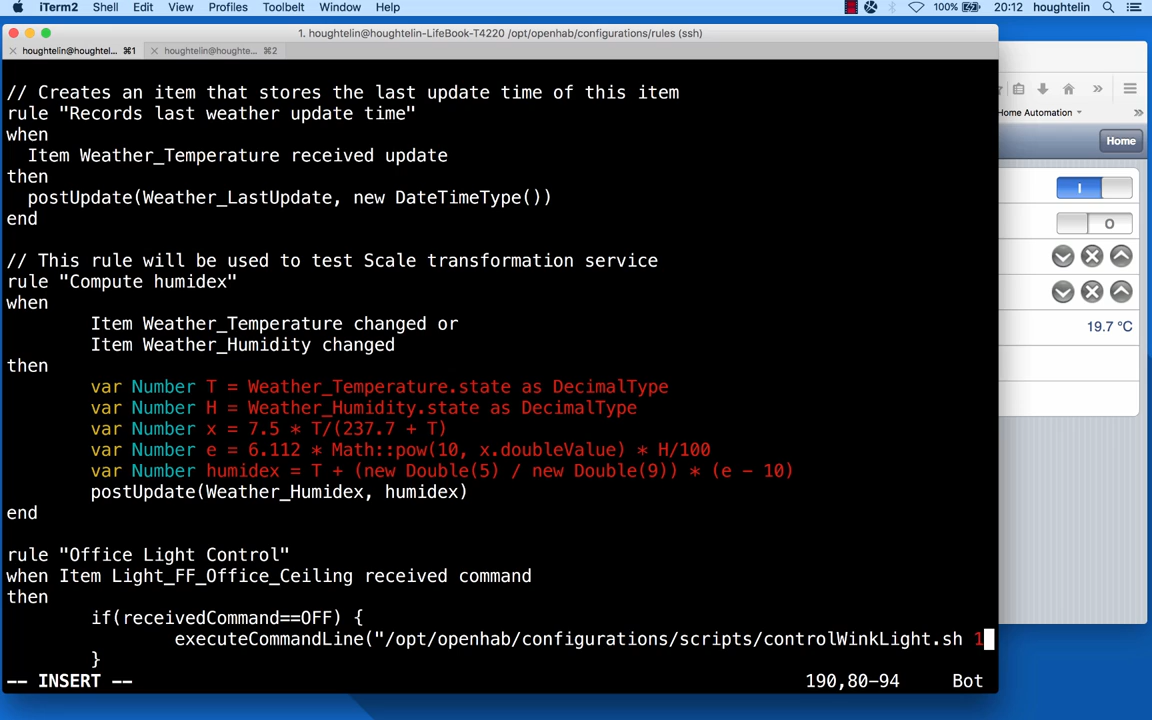 iTerm2 Shell Edit View Profiles Toolbelt Window Help 100% 20:12 houghtelin
1. houghtelin@houghtelin-LifeBook-T4220 /opt/openhab/configurations/rules (ssh)
houghtelin@houghtel... ⌘1 houghtelin@houghte... ⌘2
// Creates an item that stores the last update time of this item
rule "Records last weather update time"
when
Item Weather_Temperature received update
then
postUpdate(Weather_LastUpdate, new DateTimeType())
end
// This rule will be used to test Scale transformation service
rule "Compute humidex"
when
Item Weather_Temperature changed or
Item Weather_Humidity changed
then
var Number T = Weather_Temperature.state as DecimalType
var Number H = Weather_Humidity.state as DecimalType
var Number x = 7.5 * T/(237.7 + T)
var Number e = 6.112 * Math::pow(10, x.doubleValue) * H/100
var Number humidex = T + (new Double(5) / new Double(9)) * (e - 10)
postUpdate(Weather_Humidex, humidex)
end
rule "Office Light Control"
when Item Light_FF_Office_Ceiling received command
then
if(receivedCommand==OFF) {
executeCommandLine("/opt/openhab/configurations/scripts/controlWinkLight.sh 1
}
-- INSERT -- 190,80-94 Bot
Home Automation
Home
I
O
19.7 °C